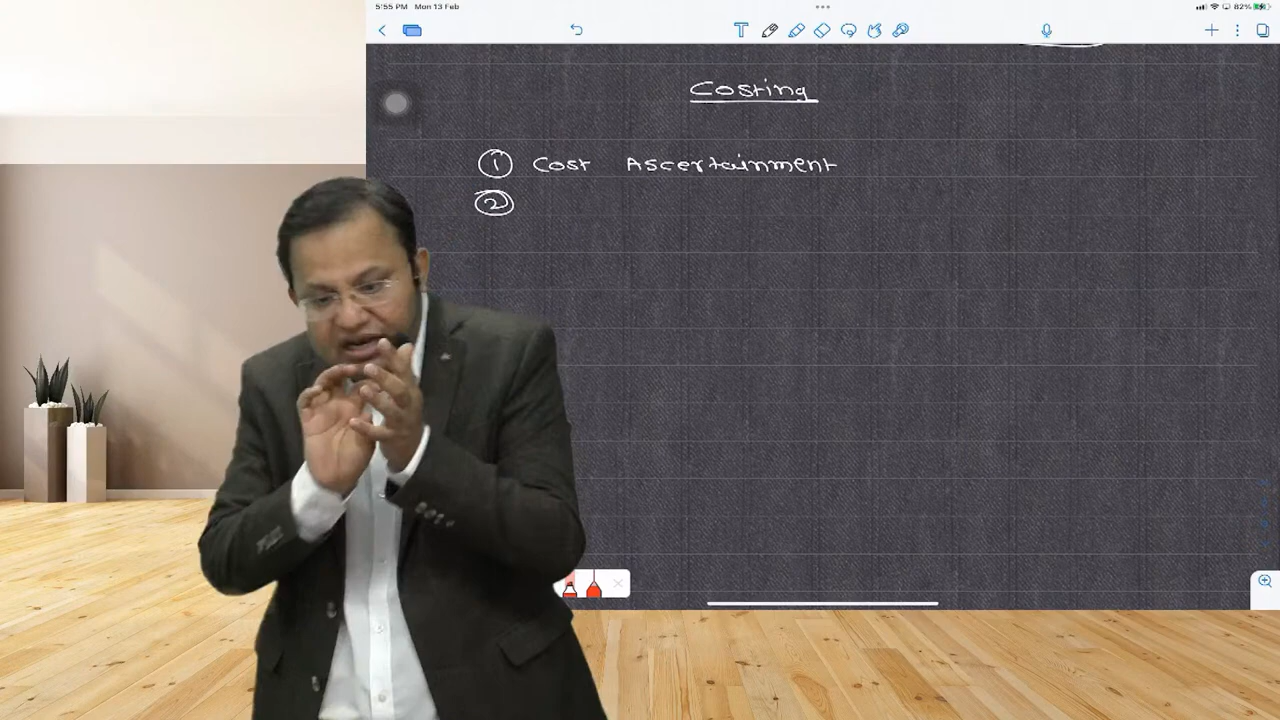 5:55 PM Mon 13 Feb
82%
T
Costing
① Cost Ascertainment
②